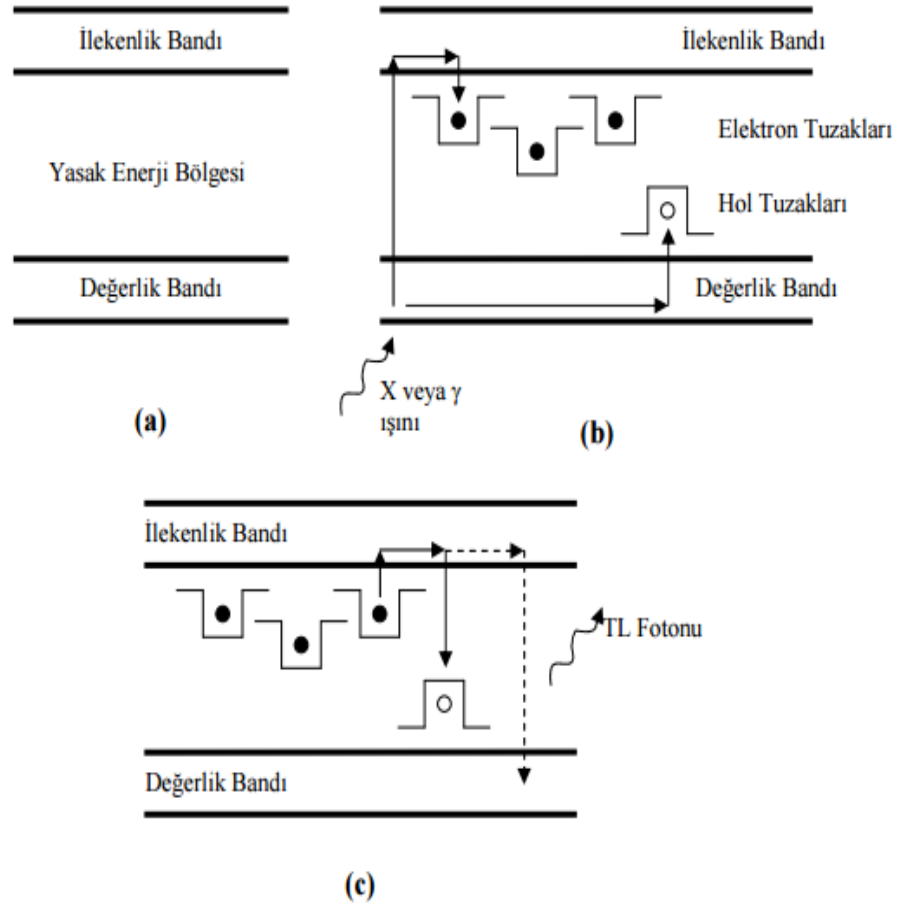 İlekenlik Bandı
Yasak Enerji Bölgesi
Değerlik Bandı
(a)
İlekenlik Bandı
Elektron Tuzakları
Hol Tuzakları
Değerlik Bandı
X veya γ
ışını
(b)
İlekenlik Bandı
TL Fotonu
Değerlik Bandı
(c)